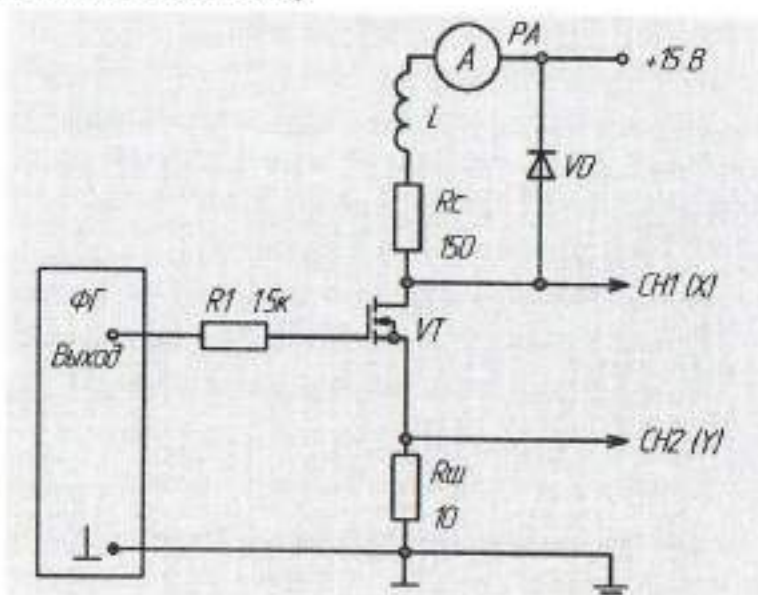 PA
A
+15 В
L
VD
Rc
150
CH1 (X)
ФГ
R1 15к
VT
Выход
CH2 (Y)
Rш
10